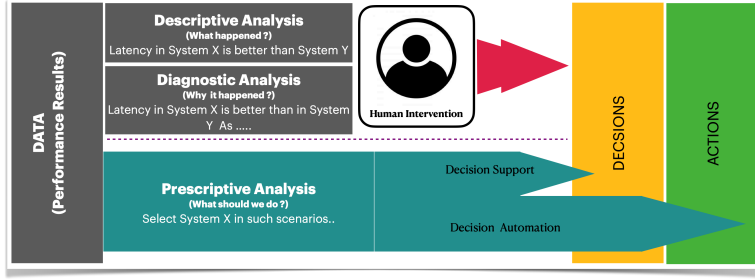 DATA
(Performance Results)
Descriptive Analysis
(What happened ?)
Latency in System X is better than System Y
Diagnostic Analysis
(Why it happened ?)
Latency in System X is better than in System
Y As .....
Human Intervention
Prescriptive Analysis
(What should we do ?)
Select System X in such scenarios..
Decision Support
Decision Automation
DECSIONS
ACTIONS